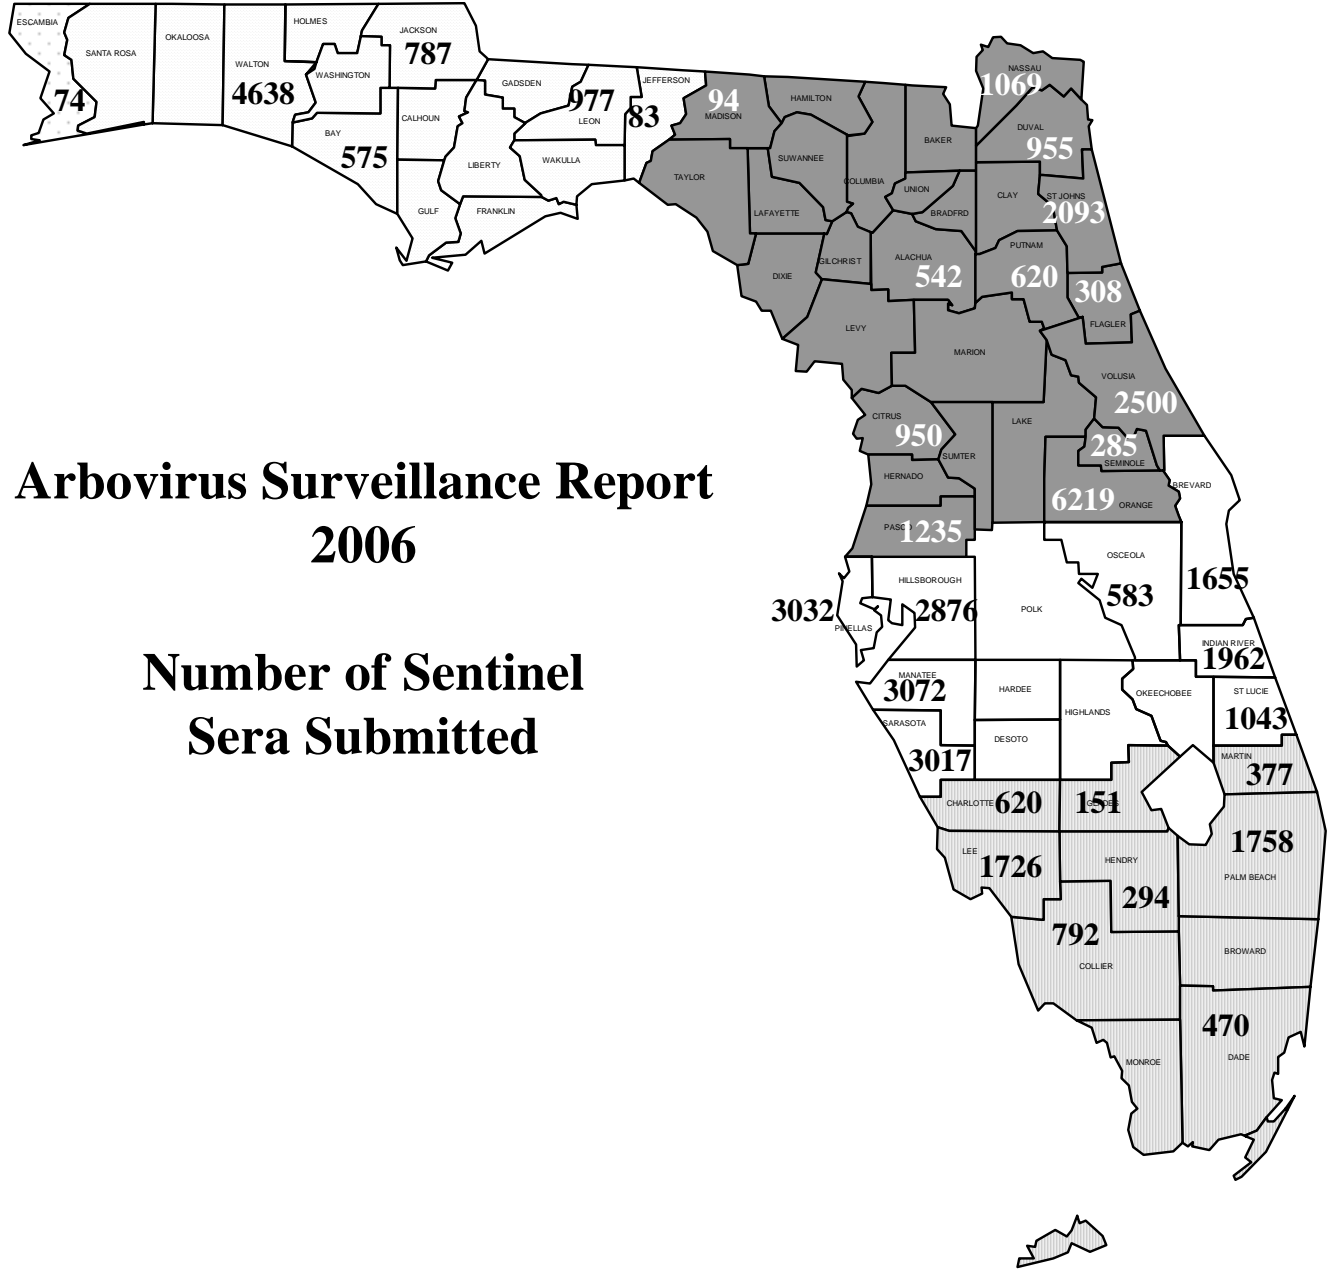 ESCAMBIA
74
SANTA ROSA
OKALOOSA
WALTON
4638
HOLMES
WASHINGTON
JACKSON
787
BAY
575
CALHOUN
GULF
GADSDEN
LIBERTY
FRANKLIN
977
LEON
WAKULLA
JEFFERSON
83
94
MADISON
TAYLOR
HAMILTON
SUWANNEE
LAFAYETTE
DIXIE
COLUMBIA
GILCHRIST
BAKER
UNION
BRADFRD
ALACHUA
542
LEVY
MARION
NASSAU
1069
DUVAL
955
CLAY
ST JOHNS
2093
PUTNAM
620
308
FLAGLER
VOLUSIA
2500
CITRUS
950
SUMTER
LAKE
285
SEMINOLE
HERNADO
6219 ORANGE
BREVARD
1655
PASCO
1235
Arbovirus Surveillance Report
2006
Number of Sentinel
Sera Submitted
3032
PINELLAS
HILLSBOROUGH
2876
POLK
OSCEOLA
583
INDIAN RIVER
1962
MANATEE
3072
HARDEE
HIGHLANDS
OKEECHOBEE
ST LUCIE
1043
SARASOTA
3017
DESOTO
MARTIN
377
CHARLOTTE 620
151
GLADES
LEE
1726
HENDRY
294
1758
PALM BEACH
792
COLLIER
BROWARD
470
DADE
MONROE